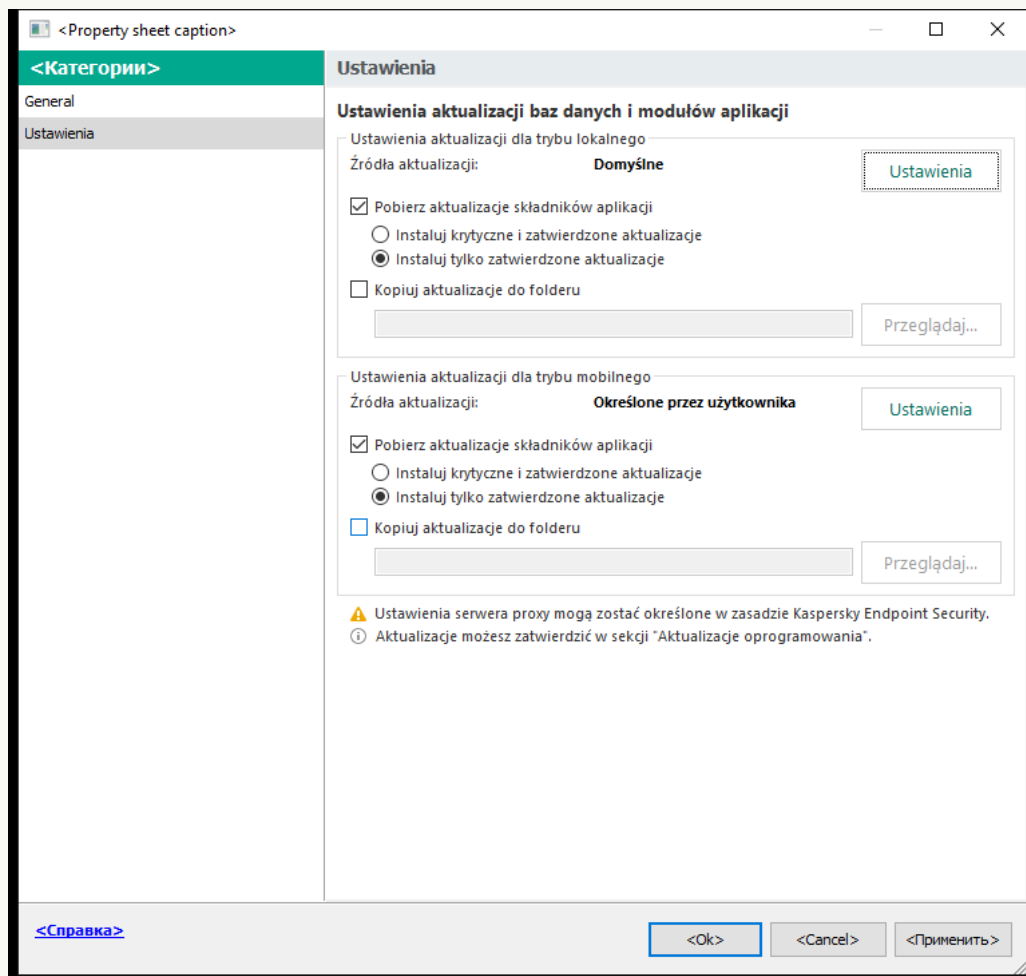 <Property sheet caption>
<Категории>
General
Ustawienia
Ustawienia
Ustawienia aktualizacji baz danych i modułów aplikacji
Ustawienia aktualizacji dla trybu lokalnego
Źródła aktualizacji: Domyślne Ustawienia
Pobierz aktualizacje składników aplikacji
Instaluj krytyczne i zatwierdzone aktualizacje
Instaluj tylko zatwierdzone aktualizacje
Kopiuj aktualizacje do folderu
Przeglądaj...
Ustawienia aktualizacji dla trybu mobilnego
Źródła aktualizacji: Określone przez użytkownika Ustawienia
Pobierz aktualizacje składników aplikacji
Instaluj krytyczne i zatwierdzone aktualizacje
Instaluj tylko zatwierdzone aktualizacje
Kopiuj aktualizacje do folderu
Przeglądaj...
Ustawienia serwera proxy mogą zostać określone w zasadzie Kaspersky Endpoint Security.
Aktualizacje możesz zatwierdzić w sekcji "Aktualizacje oprogramowania".
<Справка> <Ok> <Cancel> <Применить>